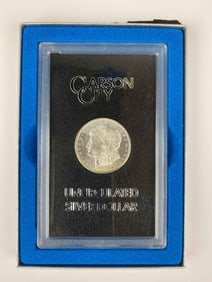 CARSON
CITY
UNCIRCULATED
SILVER DOLLAR